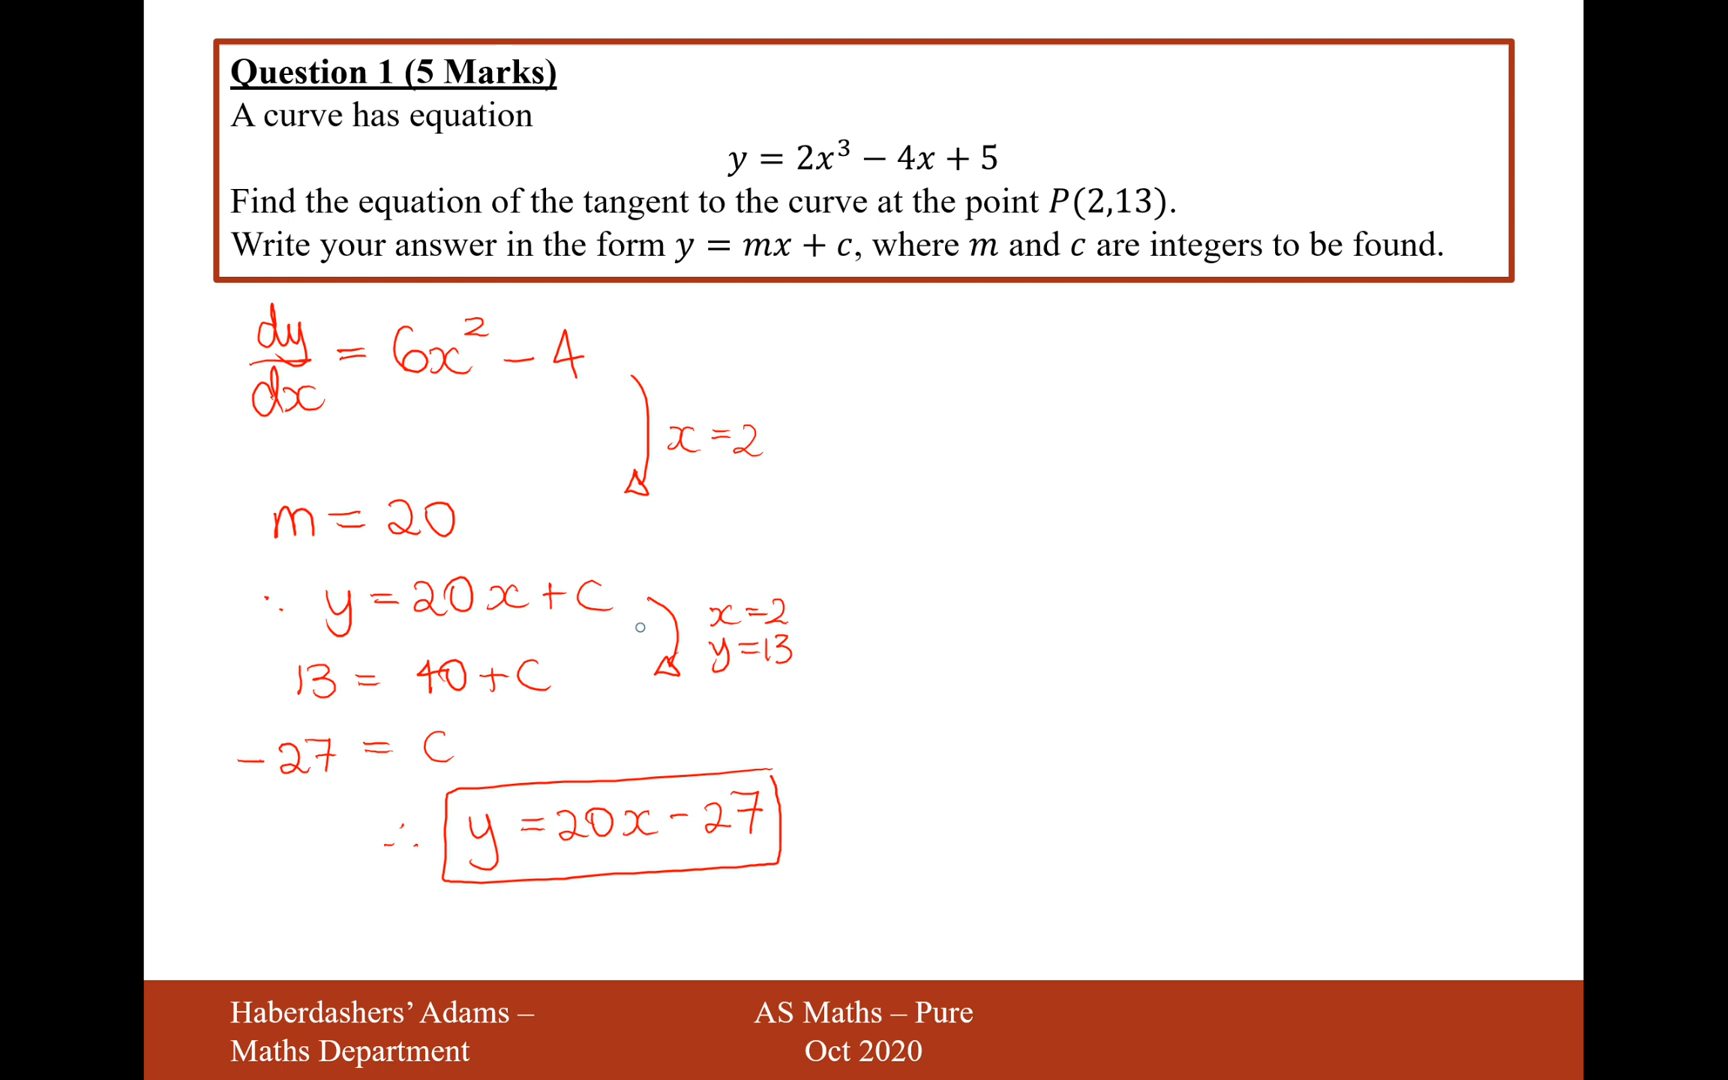 Question 1 (5 Marks)
A curve has equation
y = 2x³ − 4x + 5
Find the equation of the tangent to the curve at the point P(2,13).
Write your answer in the form y = mx + c, where m and c are integers to be found.
dy/dx = 6x² − 4
x = 2
m = 20
∴ y = 20x + c
x = 2
y = 13
13 = 40 + c
−27 = c
∴ y = 20x − 27
Haberdashers’ Adams –
Maths Department
AS Maths – Pure
Oct 2020